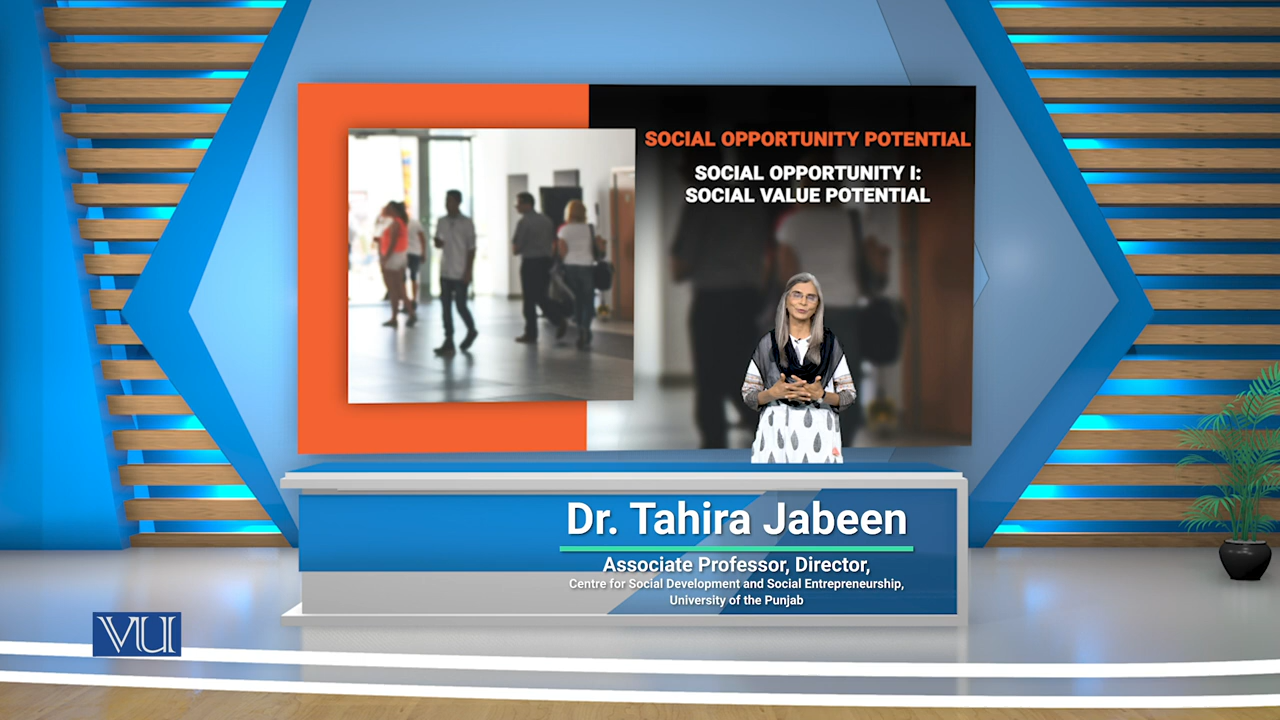 SOCIAL OPPORTUNITY POTENTIAL
SOCIAL OPPORTUNITY I:
SOCIAL VALUE POTENTIAL
Dr. Tahira Jabeen
Associate Professor, Director,
Centre for Social Development and Social Entrepreneurship,
University of the Punjab
VU